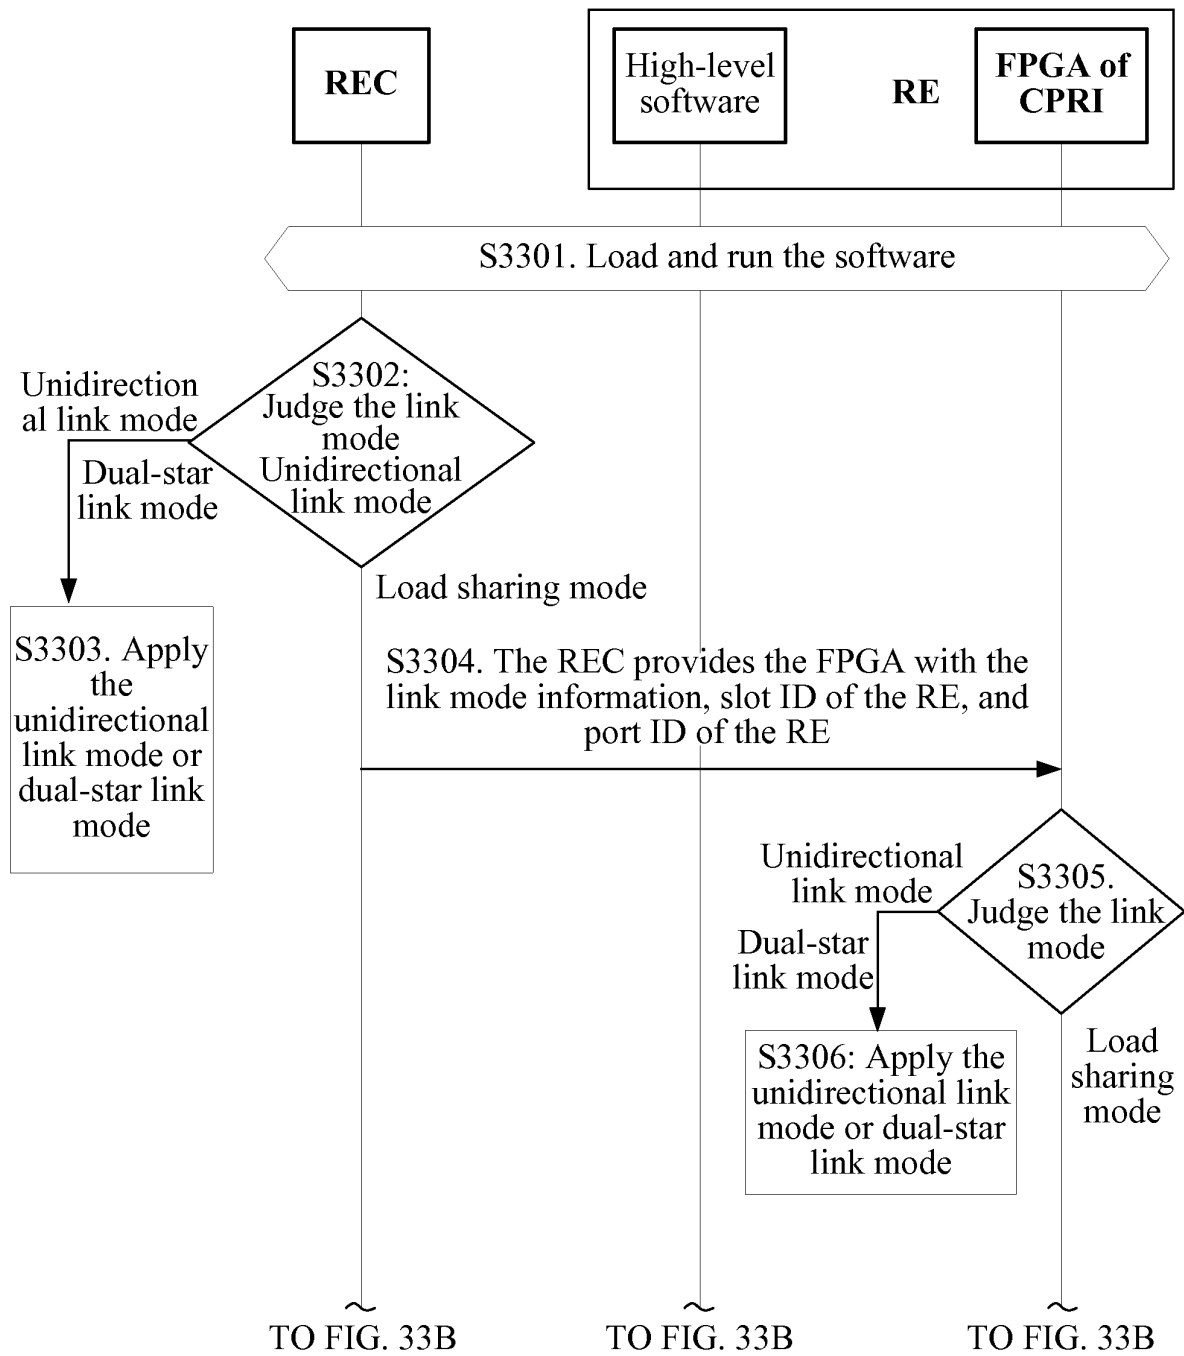 REC
High-level
software
RE
FPGA of
CPRI
S3301. Load and run the software
Unidirection
al link mode
S3302:
Judge the link
mode
Unidirectional
link mode
Dual-star
link mode
Load sharing mode
S3303. Apply
the
unidirectional
link mode or
dual-star link
mode
S3304. The REC provides the FPGA with the
link mode information, slot ID of the RE, and
port ID of the RE
Unidirectional
link mode
S3305.
Judge the link
mode
Dual-star
link mode
Load
sharing
mode
S3306: Apply the
unidirectional link
mode or dual-star
link mode
TO FIG. 33B
TO FIG. 33B
TO FIG. 33B